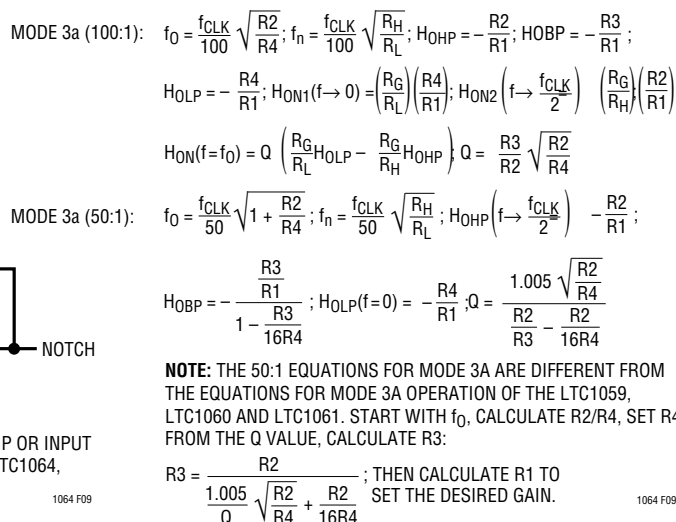 MODE 3a (100:1): f0 = fCLK/100 √(R2/R4); fn = fCLK/100 √(RH/RL); HOHP = – R2/R1; HOBP = – R3/R1 ;
HOLP = – R4/R1; HON1(f→ 0) = (RG/RL)(R4/R1); HON2 (f→ fCLK/2) = (RG/RH)(R2/R1);
HON(f=f0) = Q (RG/RL HOLP – RG/RH HOHP); Q = R3/R2 √(R2/R4)
MODE 3a (50:1): f0 = fCLK/50 √(1 + R2/R4) ; fn = fCLK/50 √(RH/RL) ; HOHP (f→ fCLK/2) = – R2/R1 ;
HOBP = – (R3/R1)/(1 – R3/16R4) ; HOLP(f=0) = – R4/R1 ; Q = (1.005 √(R2/R4))/(R2/R3 – R2/16R4)
NOTCH
NOTE: THE 50:1 EQUATIONS FOR MODE 3A ARE DIFFERENT FROM
THE EQUATIONS FOR MODE 3A OPERATION OF THE LTC1059,
LTC1060 AND LTC1061. START WITH f0, CALCULATE R2/R4, SET R4
FROM THE Q VALUE, CALCULATE R3:
P OR INPUT
TC1064,
1064 F09
R3 = R2/(1.005/Q √(R2/R4) + R2/16R4) ; THEN CALCULATE R1 TO
SET THE DESIRED GAIN.
1064 F09